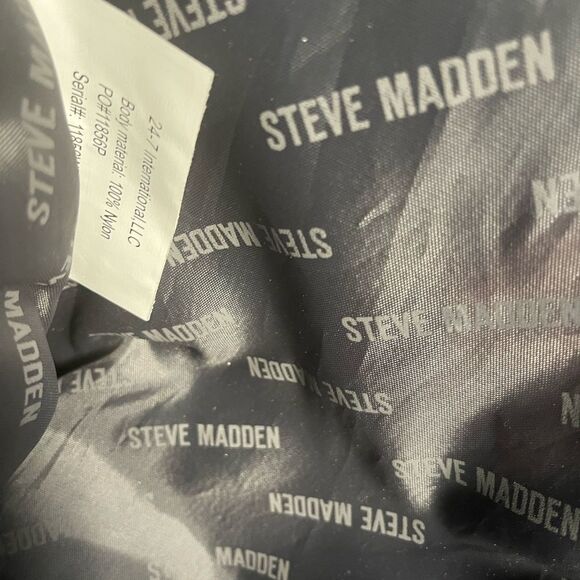 STEVE MADDEN
24-7 International,LLC
Body material: 100% Nylon
PO#11856P
Serial#:
STEVE
STEVE MADDEN
STEVE MADDEN
MADDEN
MADDEN
STEVE
STEVE MADDEN
STEVE MADDEN
STEVE MADDEN
STEVE MADDEN
STEVE MADDEN